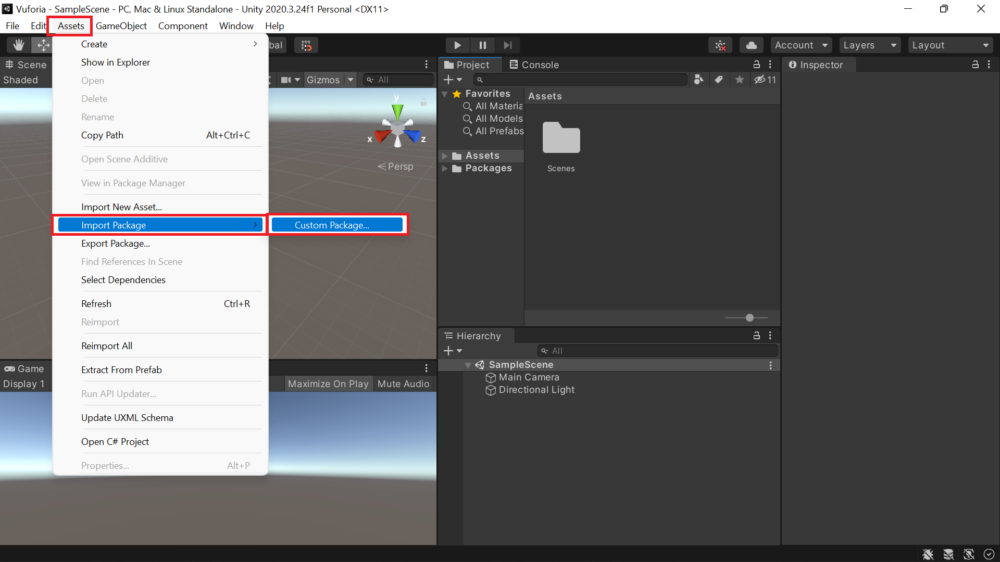 Vuforia - SampleScene - PC, Mac & Linux Standalone - Unity 2020.3.24f1 Personal <DX11>
File Edit Assets GameObject Component Window Help
bal Account Layers Layout
Create
Show in Explorer
Open
Delete
Rename
Copy Path Alt+Ctrl+C
Open Scene Additive
View in Package Manager
Import New Asset...
Import Package
Custom Package...
Export Package...
Find References In Scene
Select Dependencies
Refresh Ctrl+R
Reimport
Reimport All
Extract From Prefab
Run API Updater...
Update UXML Schema
Open C# Project
Properties... Alt+P
Scene
Shaded Gizmos All
y
x z
Persp
Game
Display 1 Maximize On Play Mute Audio
Project Console
11
Favorites
All Materia
All Models
All Prefabs
Assets
Packages
Assets
Scenes
Hierarchy
All
SampleScene
Main Camera
Directional Light
Inspector